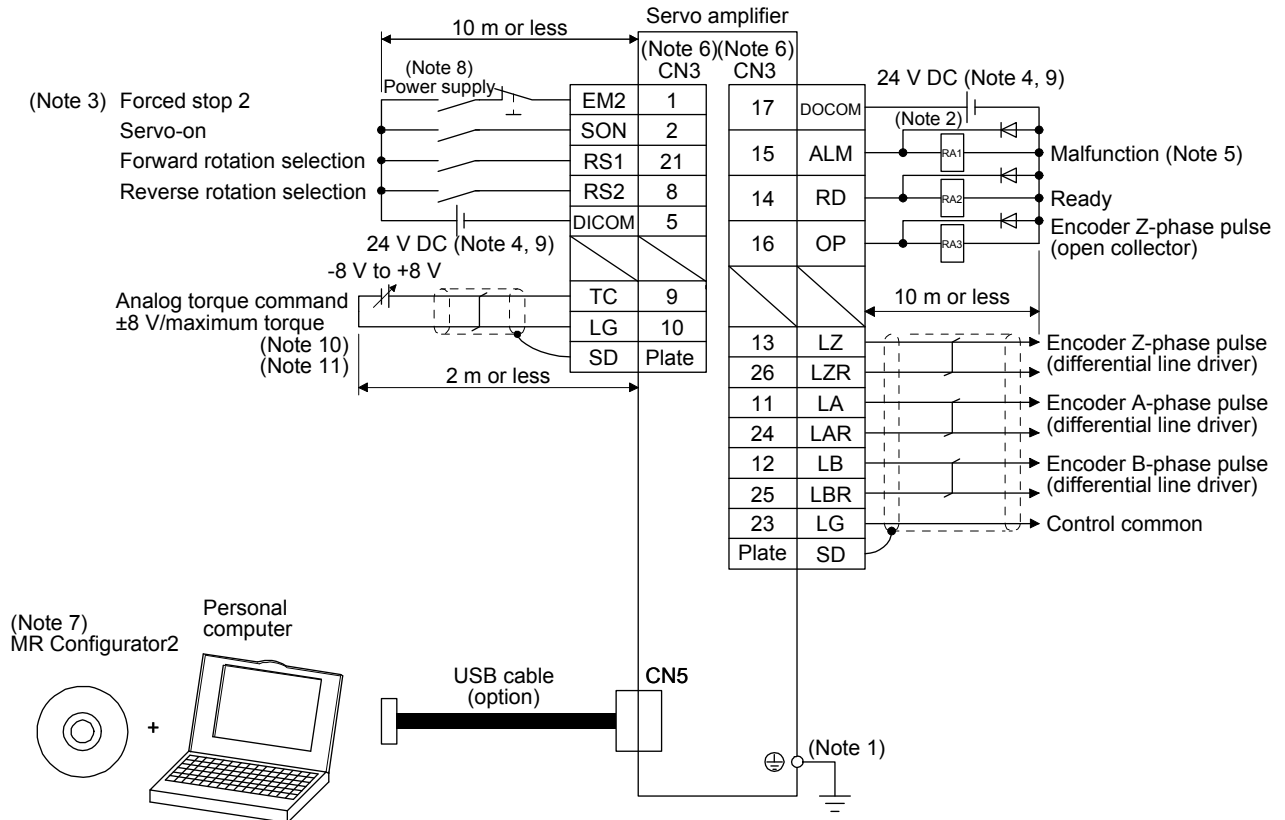 Servo amplifier
10 m or less
(Note 6)(Note 6)
CN3 CN3
(Note 8)
Power supply
24 V DC (Note 4, 9)
(Note 3) Forced stop 2
EM2 1
Servo-on
SON 2
Forward rotation selection
RS1 21
Reverse rotation selection
RS2 8
DICOM 5
24 V DC (Note 4, 9)
-8 V to +8 V
Analog torque command
±8 V/maximum torque
(Note 10)
(Note 11)
TC 9
LG 10
SD Plate
2 m or less
17 DOCOM
(Note 2)
15 ALM RA1 Malfunction (Note 5)
14 RD RA2 Ready
16 OP RA3 Encoder Z-phase pulse
(open collector)
10 m or less
13 LZ Encoder Z-phase pulse
26 LZR (differential line driver)
11 LA Encoder A-phase pulse
24 LAR (differential line driver)
12 LB Encoder B-phase pulse
25 LBR (differential line driver)
23 LG Control common
Plate SD
(Note 7)
MR Configurator2
Personal
computer
+
USB cable
(option)
CN5
(Note 1)